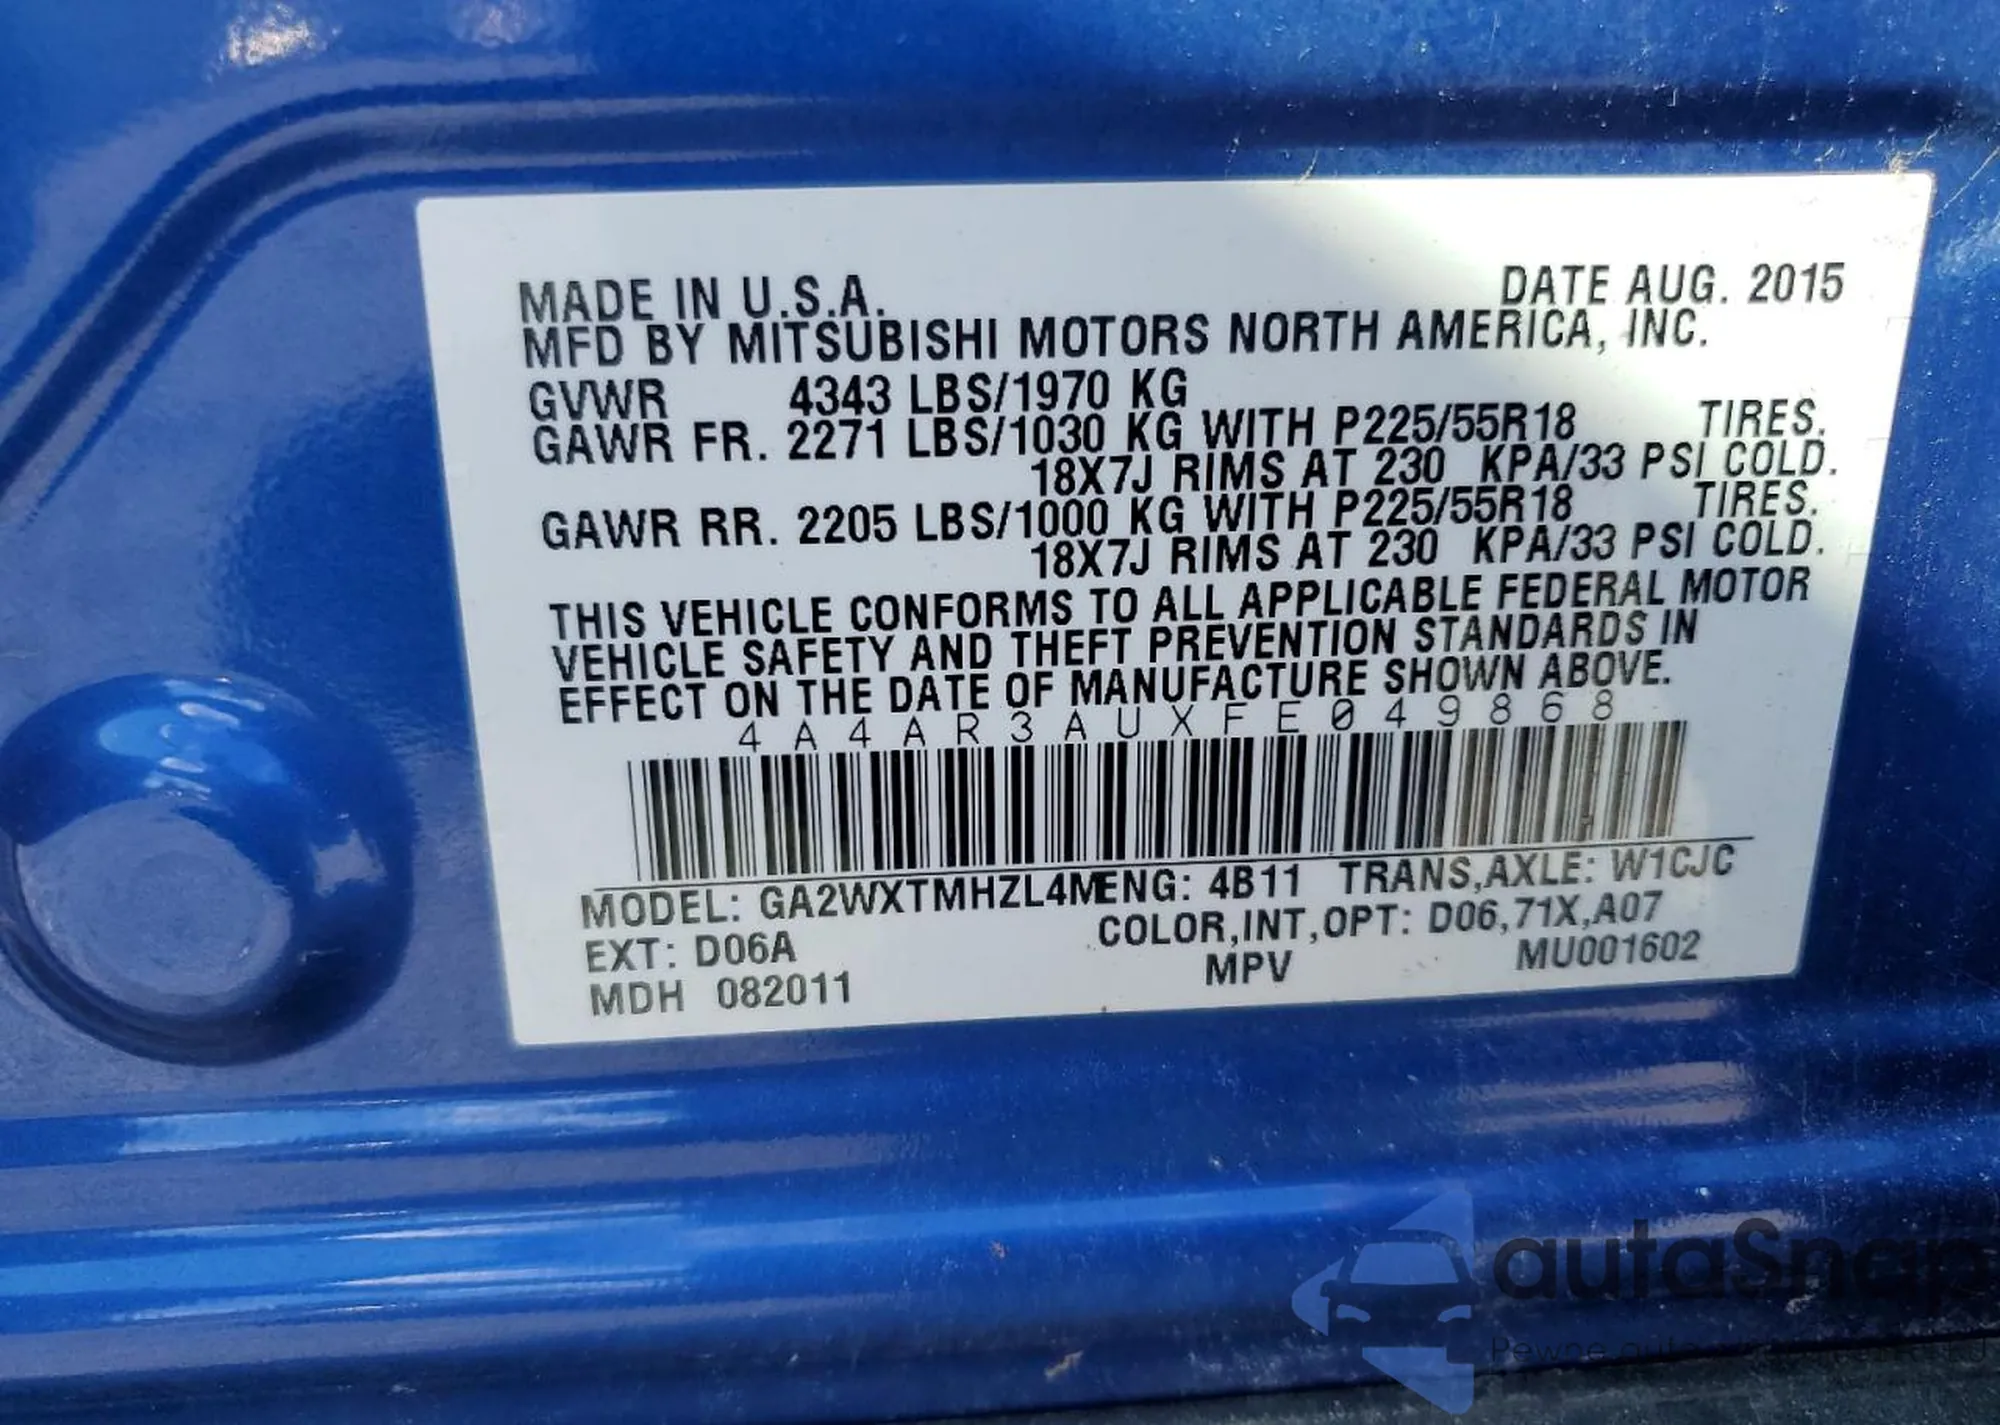 MADE IN U.S.A. DATE AUG. 2015
MFD BY MITSUBISHI MOTORS NORTH AMERICA, INC.
GVWR 4343 LBS/1970 KG
GAWR FR. 2271 LBS/1030 KG WITH P225/55R18 TIRES.
18X7J RIMS AT 230 KPA/33 PSI COLD.
GAWR RR. 2205 LBS/1000 KG WITH P225/55R18 TIRES.
18X7J RIMS AT 230 KPA/33 PSI COLD.
THIS VEHICLE CONFORMS TO ALL APPLICABLE FEDERAL MOTOR
VEHICLE SAFETY AND THEFT PREVENTION STANDARDS IN
EFFECT ON THE DATE OF MANUFACTURE SHOWN ABOVE.
4A4AR3AUXFE049868
MODEL: GA2WXTMHZL4M ENG: 4B11 TRANS,AXLE: W1CJC
EXT: D06A COLOR,INT,OPT: D06,71X,A07
MDH 082011 MPV MU001602
autaSnap
Pewne auta